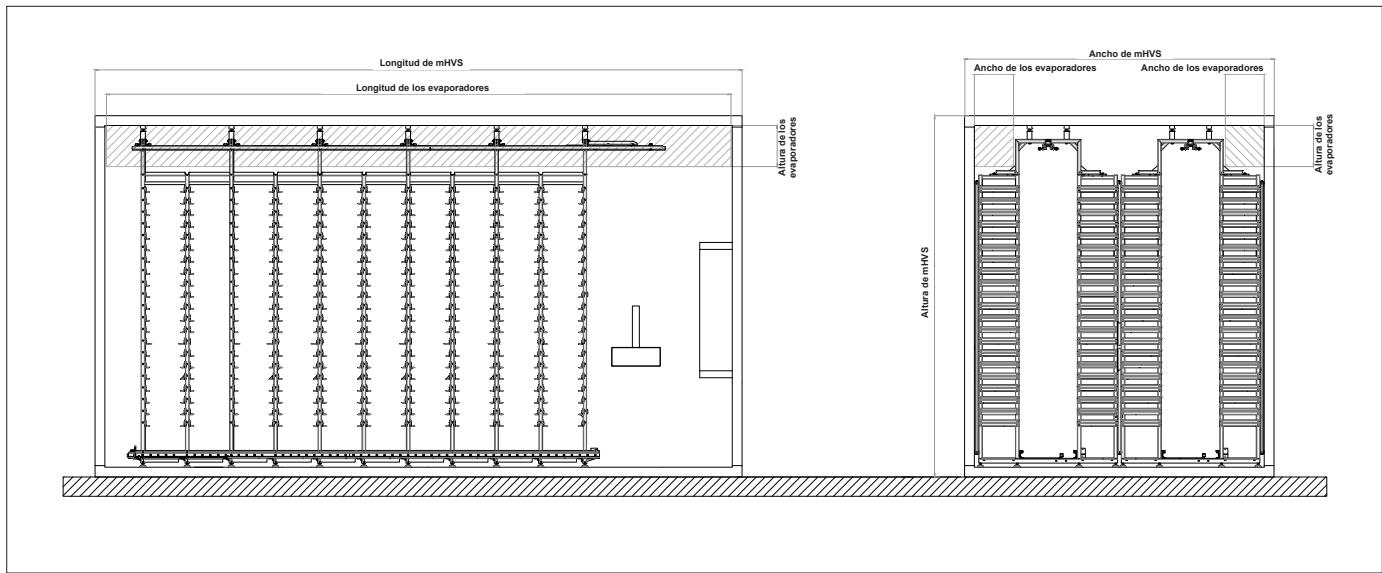 Longitud de mHVS
Longitud de los evaporadores
Altura de los
evaporadores
Ancho de mHVS
Ancho de los evaporadores
Ancho de los evaporadores
Altura de los
evaporadores
Altura de mHVS